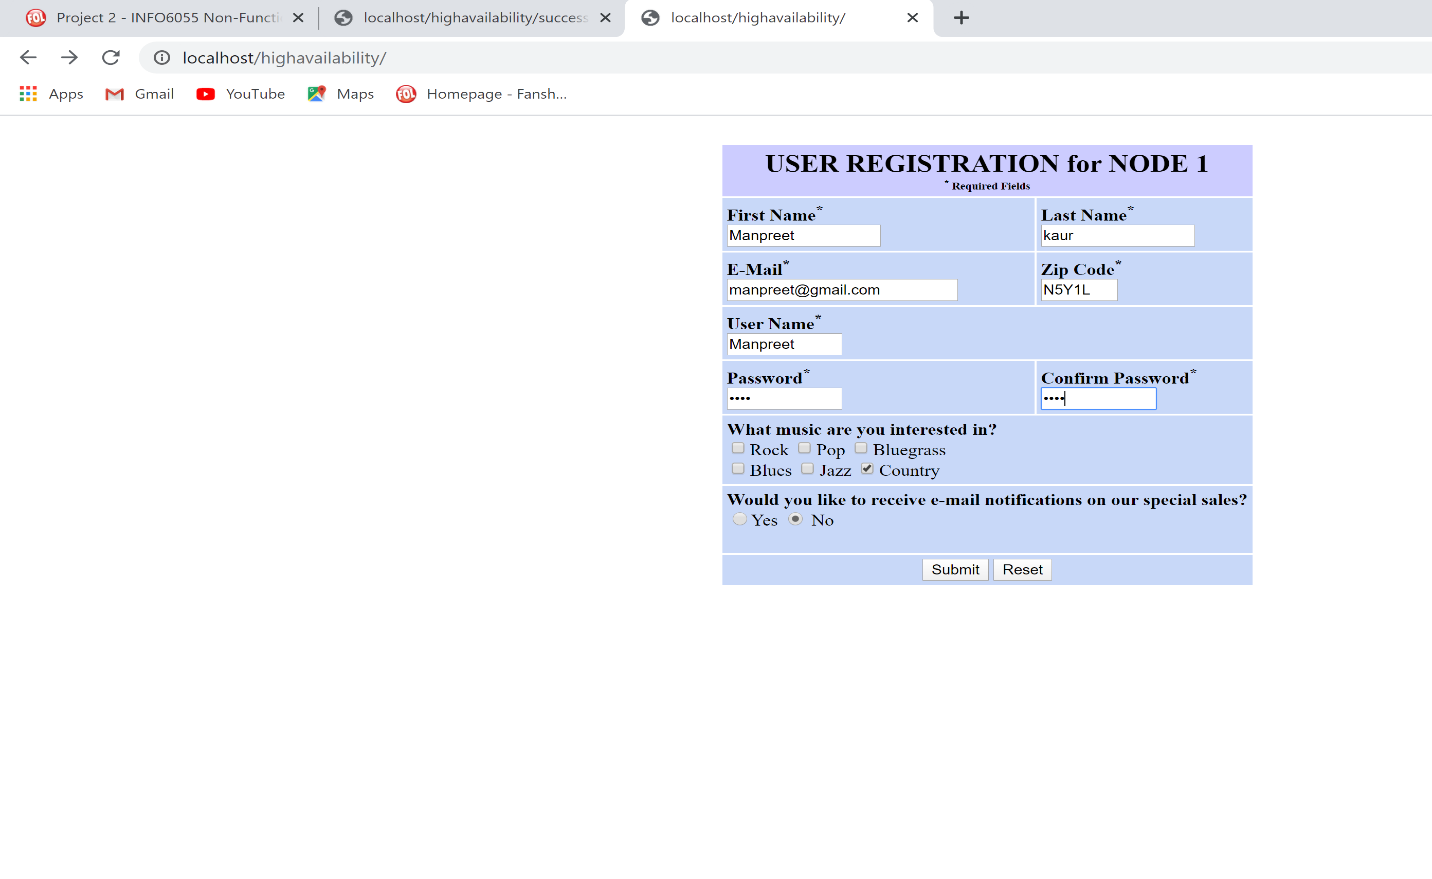 Project 2 - INFO6055 Non-Functi
localhost/highavailability/success
localhost/highavailability/
localhost/highavailability/
Apps Gmail YouTube Maps FOL Homepage - Fansh...
USER REGISTRATION for NODE 1
* Required Fields
First Name* Last Name*
Manpreet kaur
E-Mail* Zip Code*
manpreet@gmail.com N5Y1L
User Name*
Manpreet
Password* Confirm Password*
•••• ••••
What music are you interested in?
Rock Pop Bluegrass
Blues Jazz Country
Would you like to receive e-mail notifications on our special sales?
Yes No
Submit Reset